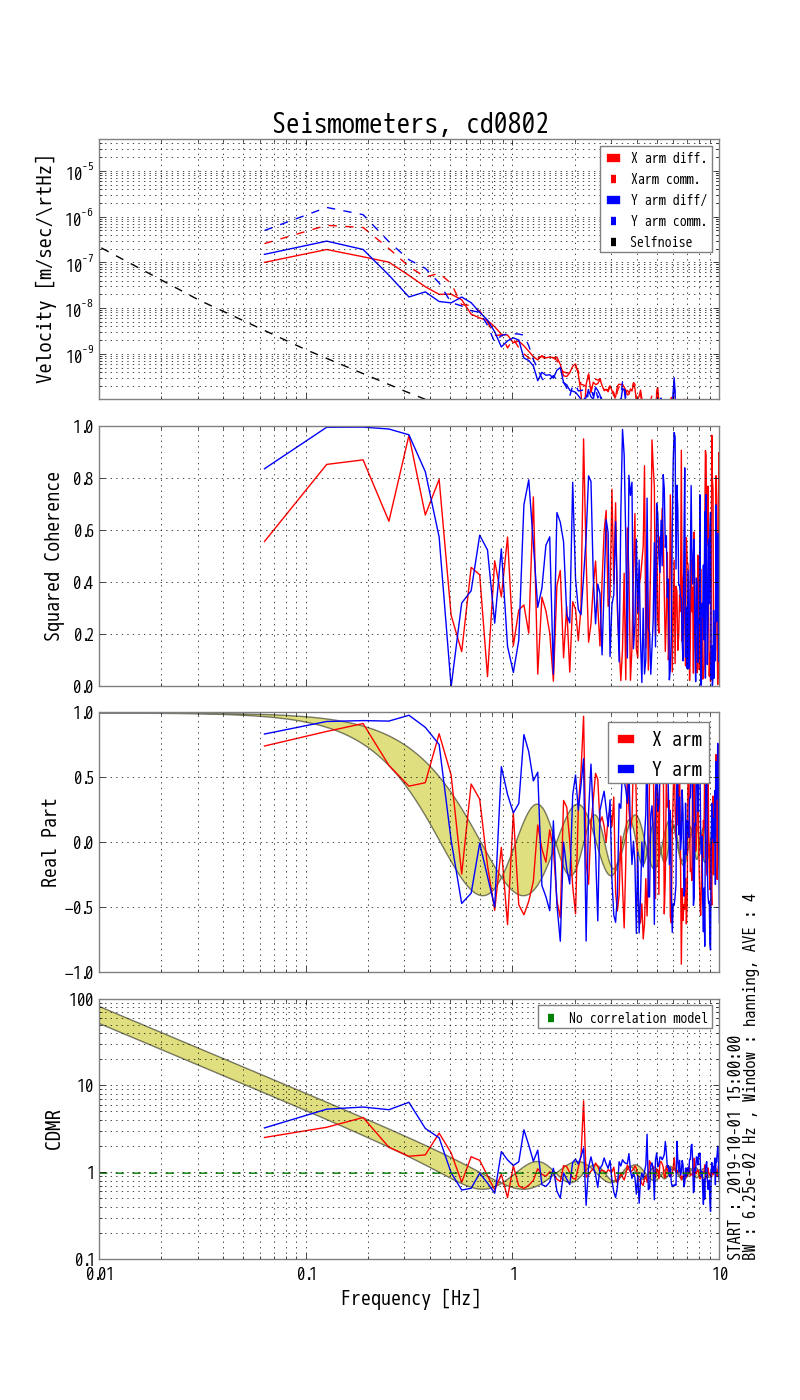 Seismometers, cd0802
Velocity [m/sec/\rtHz]
10^-5
10^-6
10^-7
10^-8
10^-9
X arm diff.
Xarm comm.
Y arm diff/
Y arm comm.
Selfnoise
Squared Coherence
1.0
0.8
0.6
0.4
0.2
0.0
Real Part
1.0
0.5
0.0
−0.5
−1.0
X arm
Y arm
CDMR
100
10
1
0.1
No correlation model
0.01
0.1
1
10
Frequency [Hz]
START : 2019-10-01 15:00:00
BW : 6.25e-02 Hz , Window : hanning, AVE : 4